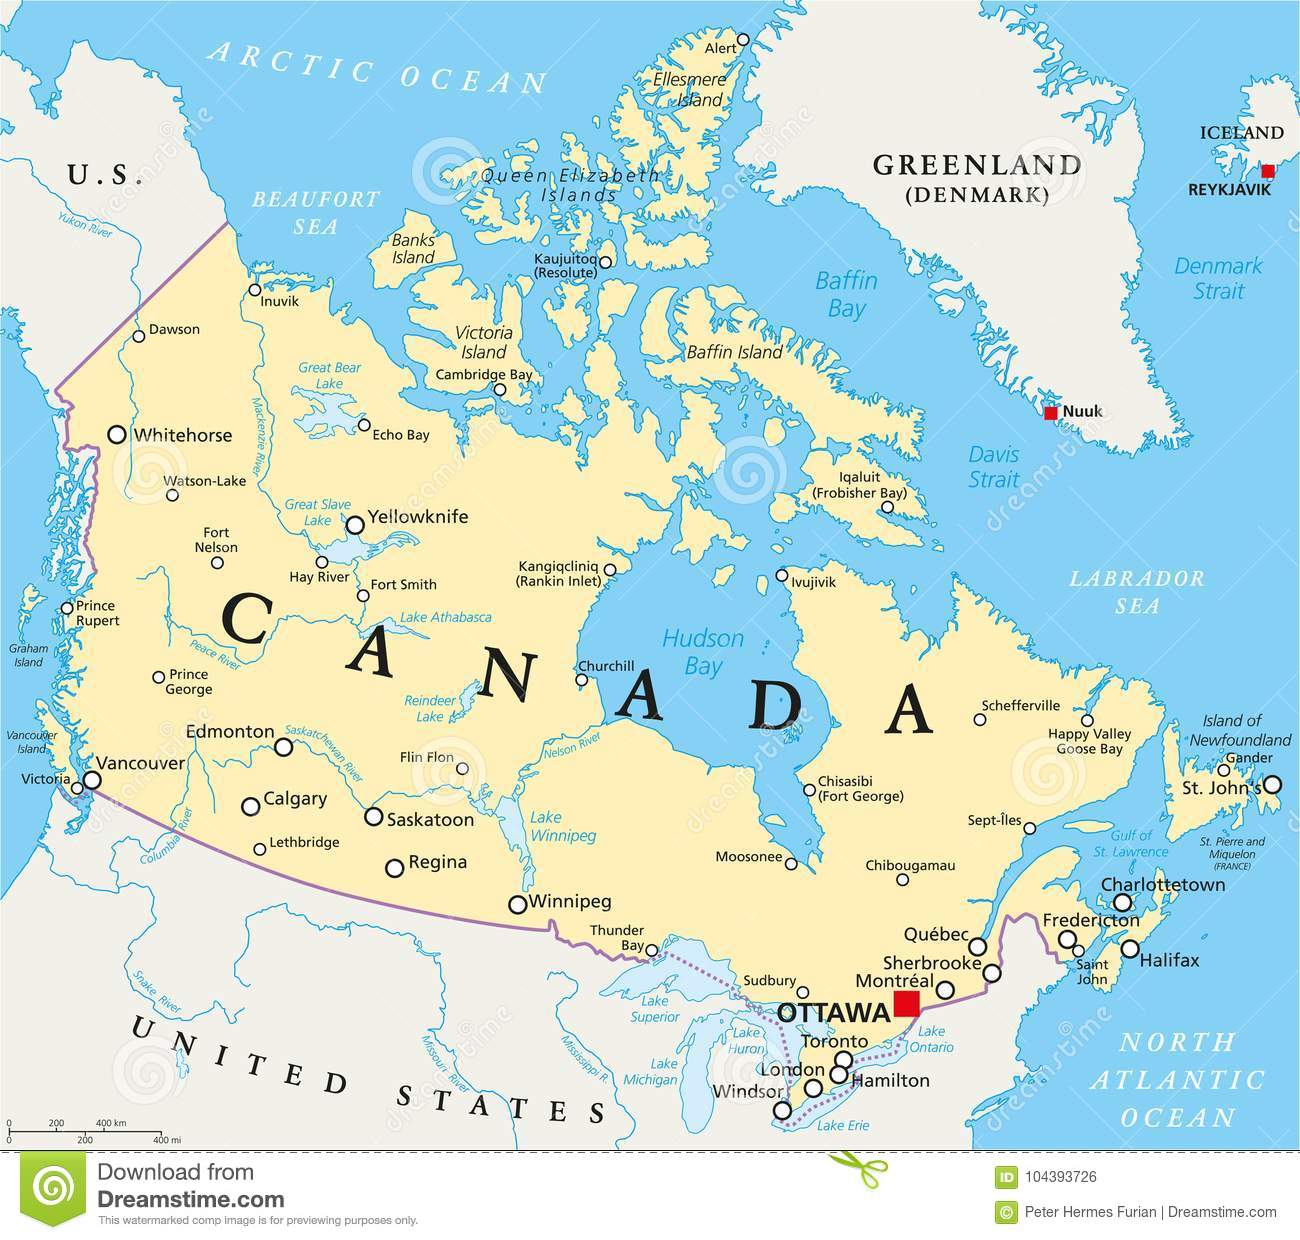 ARCTIC OCEAN
Alert
Ellesmere
Island
U.S.
Yukon River
BEAUFORT
SEA
Queen Elizabeth
Islands
GREENLAND
(DENMARK)
ICELAND
REYKJÁVIK
Banks
Island
Kaujuitoq
(Resolute)
Baffin
Bay
Denmark
Strait
Inuvik
Dawson
Victoria
Island
Cambridge Bay
Baffin Island
Great Bear
Lake
Mackenzie River
Echo Bay
Nuuk
Whitehorse
Davis
Strait
Watson-Lake
Iqaluit
(Frobisher Bay)
Great Slave
Lake
Yellowknife
Fort
Nelson
Hay River
Fort Smith
Kangiqcliniq
(Rankin Inlet)
Ivujivik
LABRADOR
SEA
Prince
Rupert
CANADA
Lake Athabasca
Peace River
Graham
Island
Hudson
Bay
Churchill
Prince
George
Reindeer
Lake
Schefferville
Happy Valley
Goose Bay
Island of
Newfoundland
Gander
St. John's
Edmonton
Saskatchewan River
Nelson River
Vancouver
Island
Vancouver
Victoria
Flin Flon
Chisasibi
(Fort George)
Calgary
Saskatoon
Lake
Winnipeg
Sept-Îles
Columbia River
Lethbridge
Regina
Moosonee
Chibougamau
Gulf of
St. Lawrence
St. Pierre and
Miquelon
(FRANCE)
Charlottetown
Winnipeg
Thunder
Bay
Québec
Fredericton
Sherbrooke
Saint
John
Halifax
Snake River
Sudbury
Montréal
OTTAWA
Lake
Superior
Lake
Huron
Toronto
Lake
Ontario
UNITED STATES
Missouri River
Mississippi R.
Lake
Michigan
London
Hamilton
Windsor
Lake Erie
NORTH
ATLANTIC
OCEAN
0 200 400 km
0 200 400 mi
dreamstime
Download from
Dreamstime.com
This watermarked comp image is for previewing purposes only.
ID 104393726
© Peter Hermes Furian | Dreamstime.com